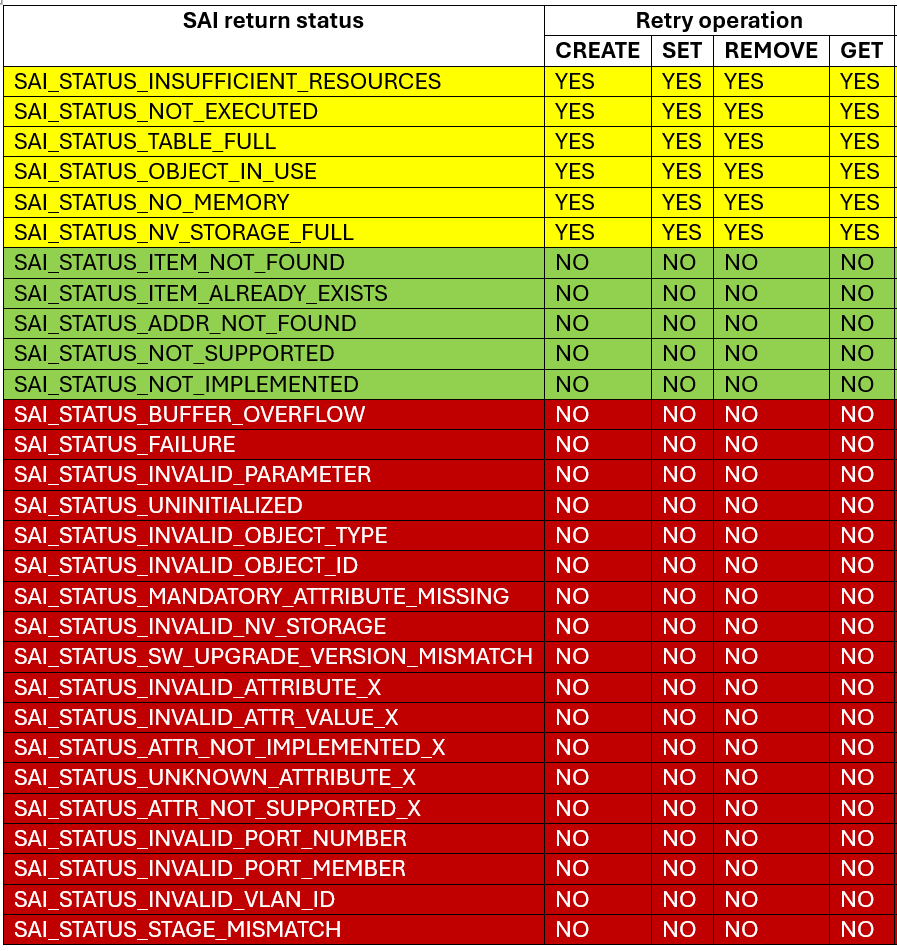 SAI return status Retry operation
CREATE SET REMOVE GET
SAI_STATUS_INSUFFICIENT_RESOURCES YES YES YES YES
SAI_STATUS_NOT_EXECUTED YES YES YES YES
SAI_STATUS_TABLE_FULL YES YES YES YES
SAI_STATUS_OBJECT_IN_USE YES YES YES YES
SAI_STATUS_NO_MEMORY YES YES YES YES
SAI_STATUS_NV_STORAGE_FULL YES YES YES YES
SAI_STATUS_ITEM_NOT_FOUND NO NO NO NO
SAI_STATUS_ITEM_ALREADY_EXISTS NO NO NO NO
SAI_STATUS_ADDR_NOT_FOUND NO NO NO NO
SAI_STATUS_NOT_SUPPORTED NO NO NO NO
SAI_STATUS_NOT_IMPLEMENTED NO NO NO NO
SAI_STATUS_BUFFER_OVERFLOW NO NO NO NO
SAI_STATUS_FAILURE NO NO NO NO
SAI_STATUS_INVALID_PARAMETER NO NO NO NO
SAI_STATUS_UNINITIALIZED NO NO NO NO
SAI_STATUS_INVALID_OBJECT_TYPE NO NO NO NO
SAI_STATUS_INVALID_OBJECT_ID NO NO NO NO
SAI_STATUS_MANDATORY_ATTRIBUTE_MISSING NO NO NO NO
SAI_STATUS_INVALID_NV_STORAGE NO NO NO NO
SAI_STATUS_SW_UPGRADE_VERSION_MISMATCH NO NO NO NO
SAI_STATUS_INVALID_ATTRIBUTE_X NO NO NO NO
SAI_STATUS_INVALID_ATTR_VALUE_X NO NO NO NO
SAI_STATUS_ATTR_NOT_IMPLEMENTED_X NO NO NO NO
SAI_STATUS_UNKNOWN_ATTRIBUTE_X NO NO NO NO
SAI_STATUS_ATTR_NOT_SUPPORTED_X NO NO NO NO
SAI_STATUS_INVALID_PORT_NUMBER NO NO NO NO
SAI_STATUS_INVALID_PORT_MEMBER NO NO NO NO
SAI_STATUS_INVALID_VLAN_ID NO NO NO NO
SAI_STATUS_STAGE_MISMATCH NO NO NO NO